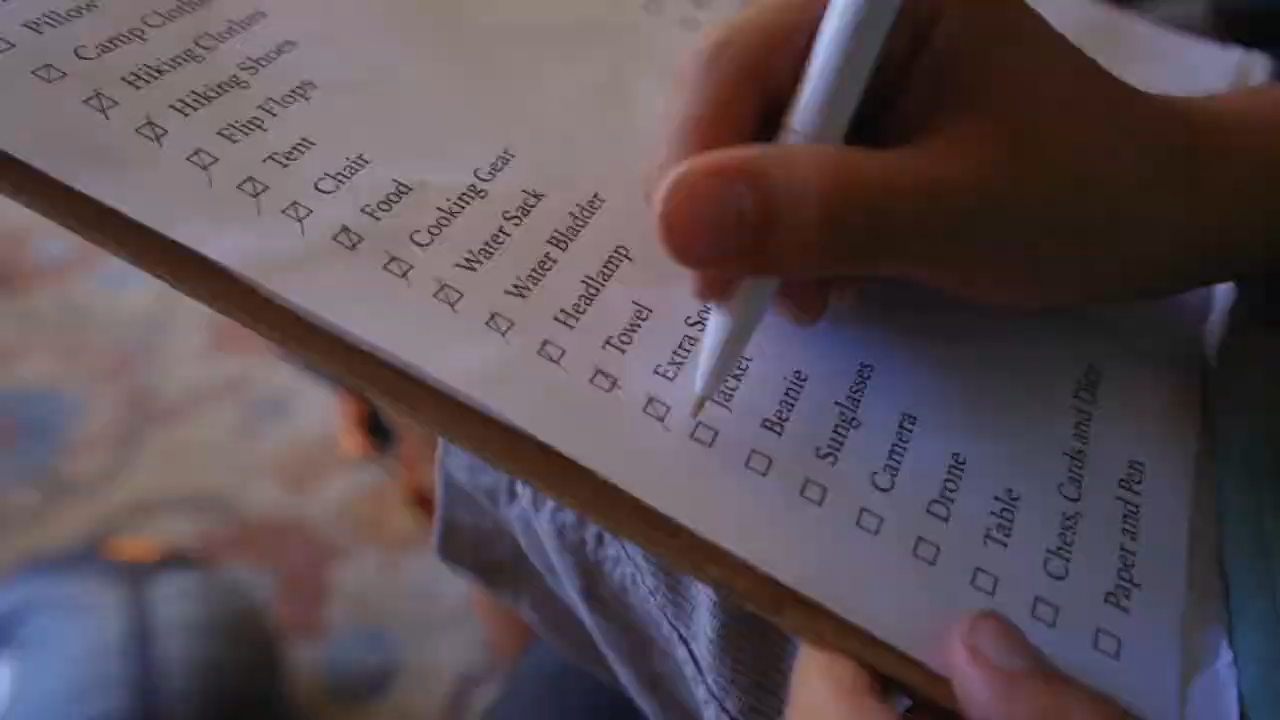 Pillow
Camp Clothes
Hiking Clothes
Hiking Shoes
Flip Flops
Tent
Chair
Food
Cooking Gear
Water Sack
Water Bladder
Headlamp
Towel
Extra
Jacket
Beanie
Sunglasses
Camera
Drone
Table
Chess, Cards and Dice
Paper and Pen